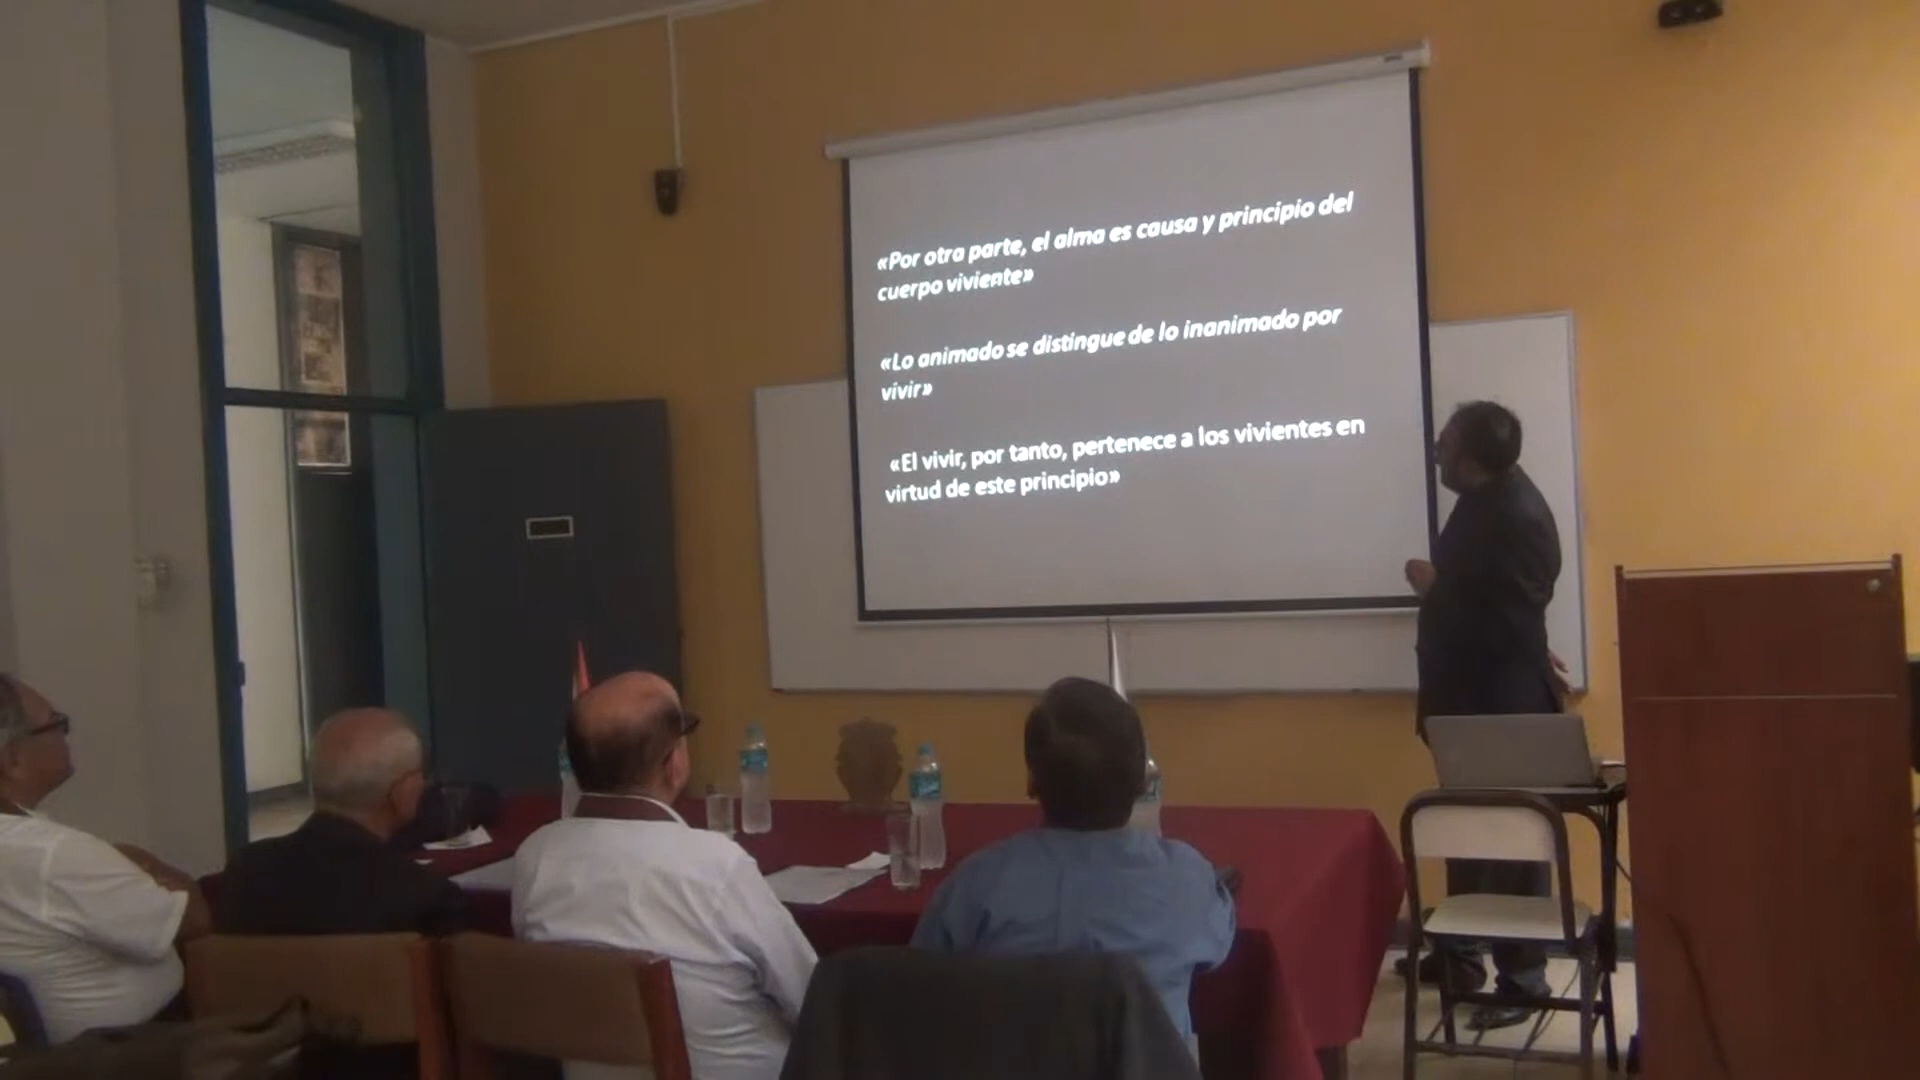 «Por otra parte, el alma es causa y principio del
cuerpo viviente»
«Lo animado se distingue de lo inanimado por
vivir»
«El vivir, por tanto, pertenece a los vivientes en
virtud de este principio»